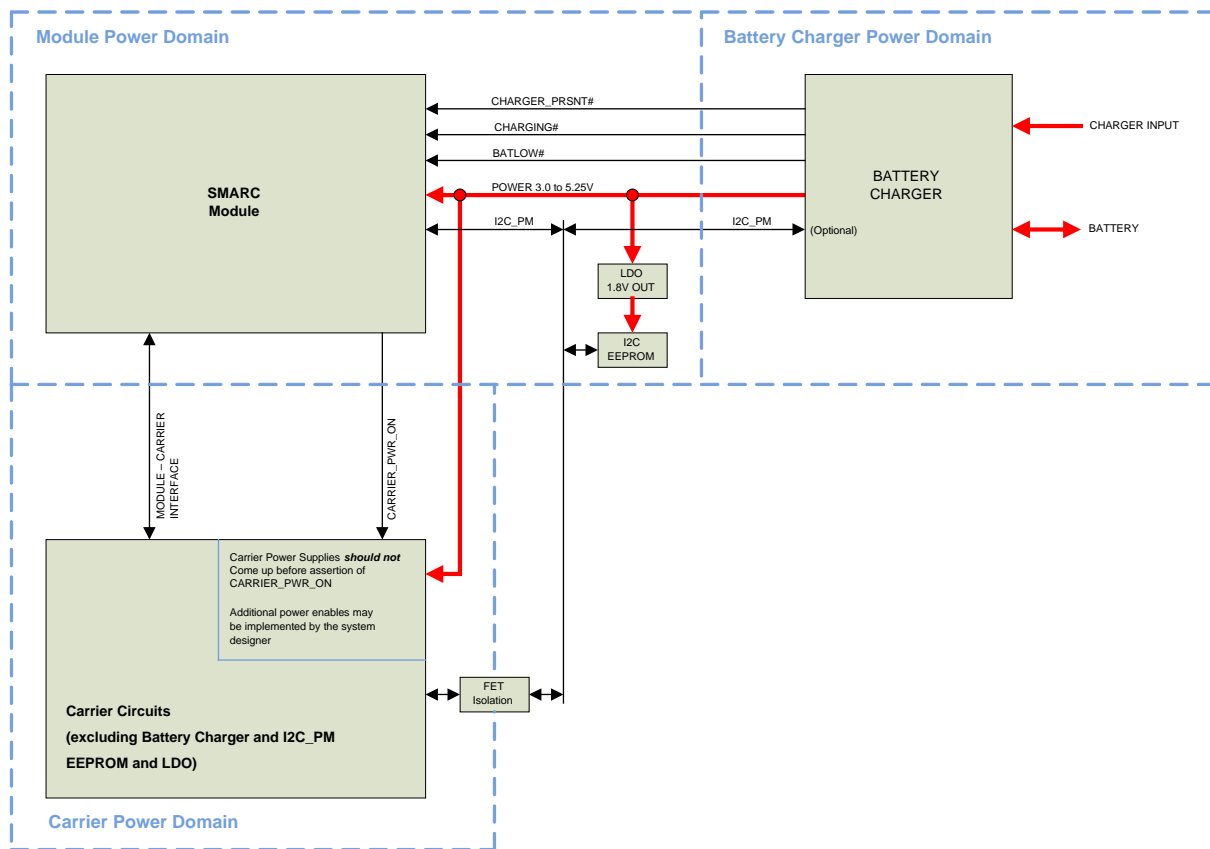 Module Power Domain
Battery Charger Power Domain
CHARGER_PRSNT#
CHARGING#
BATLOW#
POWER 3.0 to 5.25V
I2C_PM
I2C_PM
SMARC
Module
BATTERY
CHARGER
(Optional)
CHARGER INPUT
BATTERY
LDO
1.8V OUT
I2C
EEPROM
MODULE – CARRIER
INTERFACE
CARRIER_PWR_ON
Carrier Power Supplies should not
Come up before assertion of
CARRIER_PWR_ON
Additional power enables may
be implemented by the system
designer
FET
Isolation
Carrier Circuits
(excluding Battery Charger and I2C_PM
EEPROM and LDO)
Carrier Power Domain